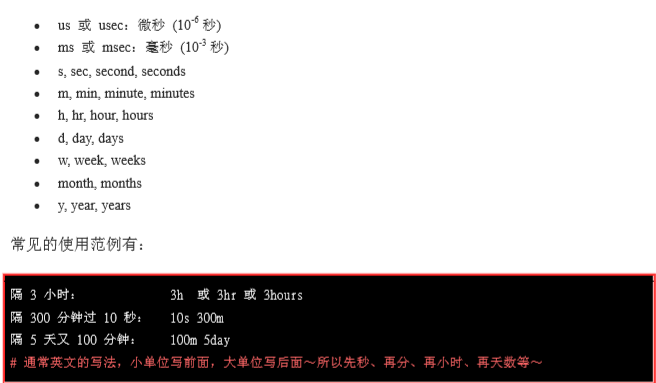 • us 或 usec：微秒 (10-6 秒)
• ms 或 msec：毫秒 (10-3 秒)
• s, sec, second, seconds
• m, min, minute, minutes
• h, hr, hour, hours
• d, day, days
• w, week, weeks
• month, months
• y, year, years
常见的使用范例有：
隔 3 小时： 3h 或 3hr 或 3hours
隔 300 分钟过 10 秒： 10s 300m
隔 5 天又 100 分钟： 100m 5day
# 通常英文的写法，小单位写前面，大单位写后面～所以先秒、再分、再小时、再天数等～